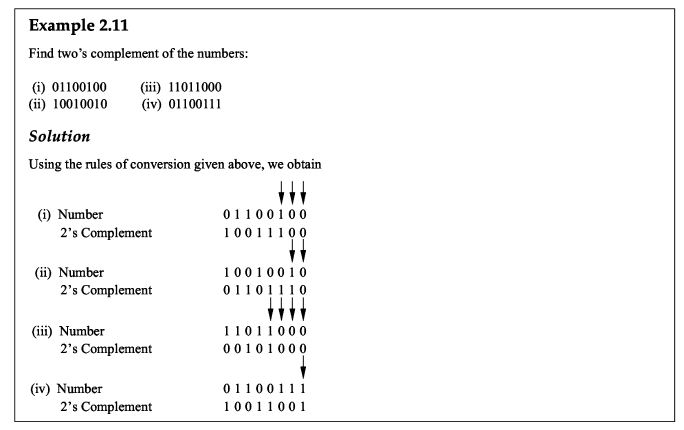 Example 2.11
Find two's complement of the numbers:
(i) 01100100 (iii) 11011000
(ii) 10010010 (iv) 01100111
Solution
Using the rules of conversion given above, we obtain
(i) Number 0 1 1 0 0 1 0 0
2's Complement 1 0 0 1 1 1 0 0
(ii) Number 1 0 0 1 0 0 1 0
2's Complement 0 1 1 0 1 1 1 0
(iii) Number 1 1 0 1 1 0 0 0
2's Complement 0 0 1 0 1 0 0 0
(iv) Number 0 1 1 0 0 1 1 1
2's Complement 1 0 0 1 1 0 0 1